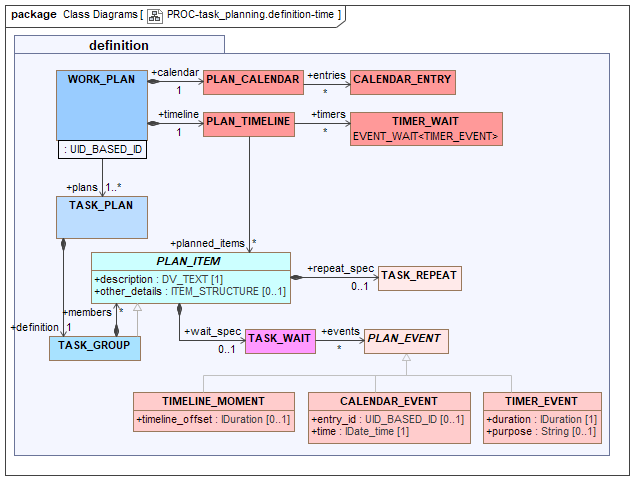 package Class Diagrams [ PROC-task_planning.definition-time ]
definition
WORK_PLAN
: UID_BASED_ID
+calendar
1
PLAN_CALENDAR
+entries
*
CALENDAR_ENTRY
+timeline
1
PLAN_TIMELINE
+timers
*
TIMER_WAIT
EVENT_WAIT<TIMER_EVENT>
+plans
1..*
TASK_PLAN
+planned_items
*
PLAN_ITEM
+description : DV_TEXT [1]
+other_details : ITEM_STRUCTURE [0..1]
+repeat_spec
0..1
TASK_REPEAT
+members
*
+definition
1
TASK_GROUP
+wait_spec
0..1
TASK_WAIT
+events
*
PLAN_EVENT
TIMELINE_MOMENT
+timeline_offset : IDuration [0..1]
CALENDAR_EVENT
+entry_id : UID_BASED_ID [0..1]
+time : IDate_time [1]
TIMER_EVENT
+duration : IDuration [1]
+purpose : String [0..1]